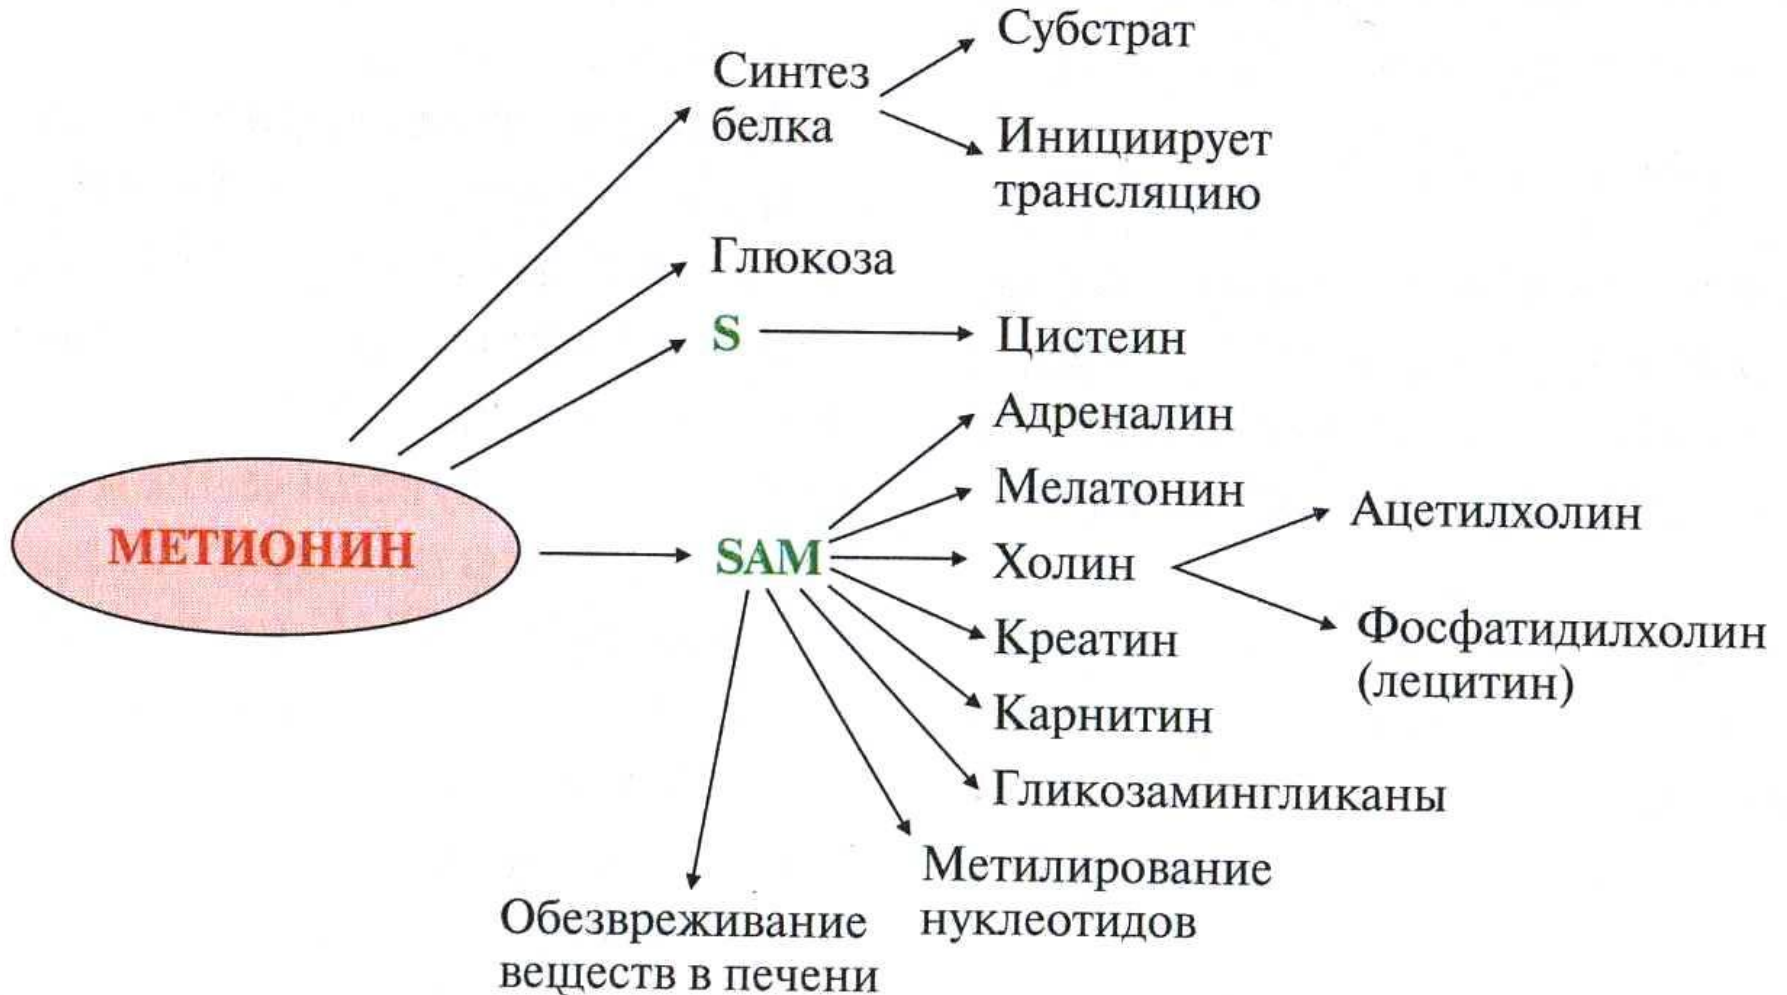 Субстрат
Синтез
белка
Инициирует
трансляцию
Глюкоза
S
Цистеин
Адреналин
Мелатонин
Ацетилхолин
МЕТИОНИН
SAM
Холин
Фосфатидилхолин
(лецитин)
Креатин
Карнитин
Гликозамингликаны
Метилирование
нуклеотидов
Обезвреживание
веществ в печени